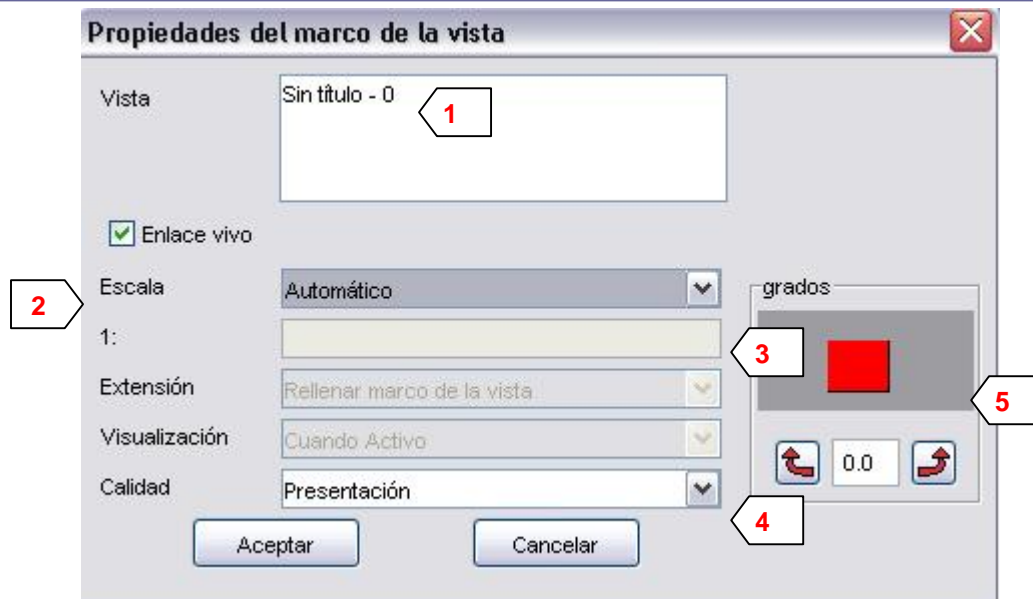 Propiedades del marco de la vista
Vista
Sin título - 0
1
Enlace vivo
2
Escala
Automático
grados
1:
3
Extensión
Rellenar marco de la vista
5
Visualización
Cuando Activo
0.0
Calidad
Presentación
4
Aceptar
Cancelar